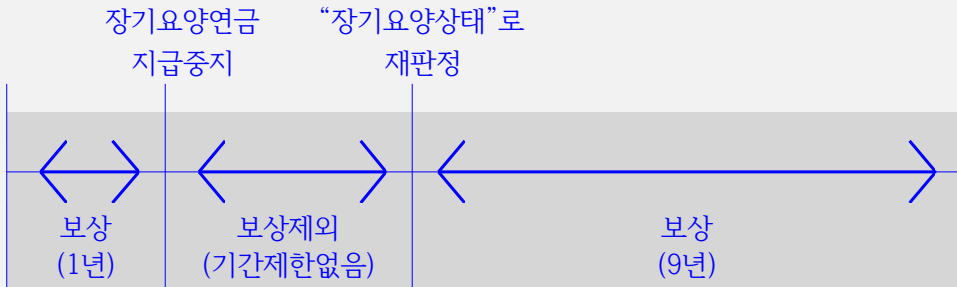 장기요양연금
지급중지
“장기요양상태”로
재판정
보상
(1년)
보상제외
(기간제한없음)
보상
(9년)